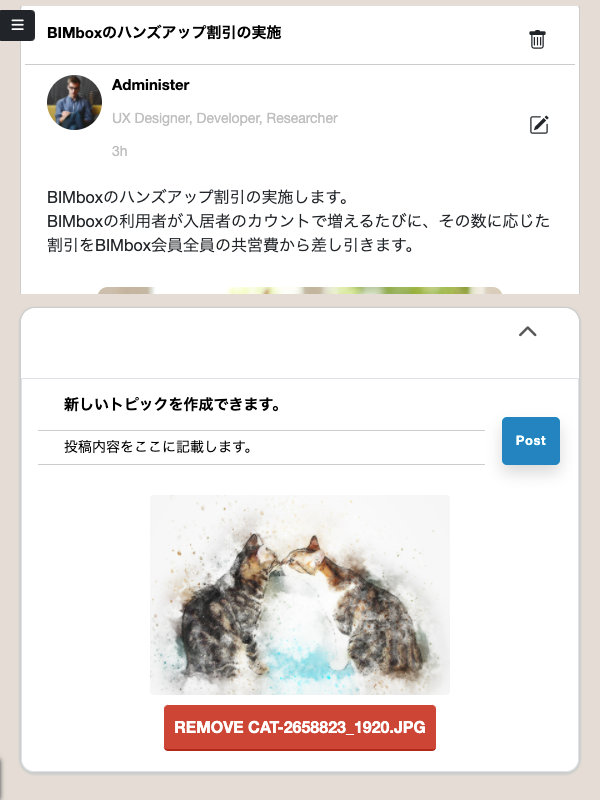 BIMboxのハンズアップ割引の実施
Administer
UX Designer, Developer, Researcher
3h
BIMboxのハンズアップ割引の実施します。
BIMboxの利用者が入居者のカウントで増えるたびに、その数に応じた
割引をBIMbox会員全員の共営費から差し引きます。
新しいトピックを作成できます。
投稿内容をここに記載します。
Post
REMOVE CAT-2658823_1920.JPG